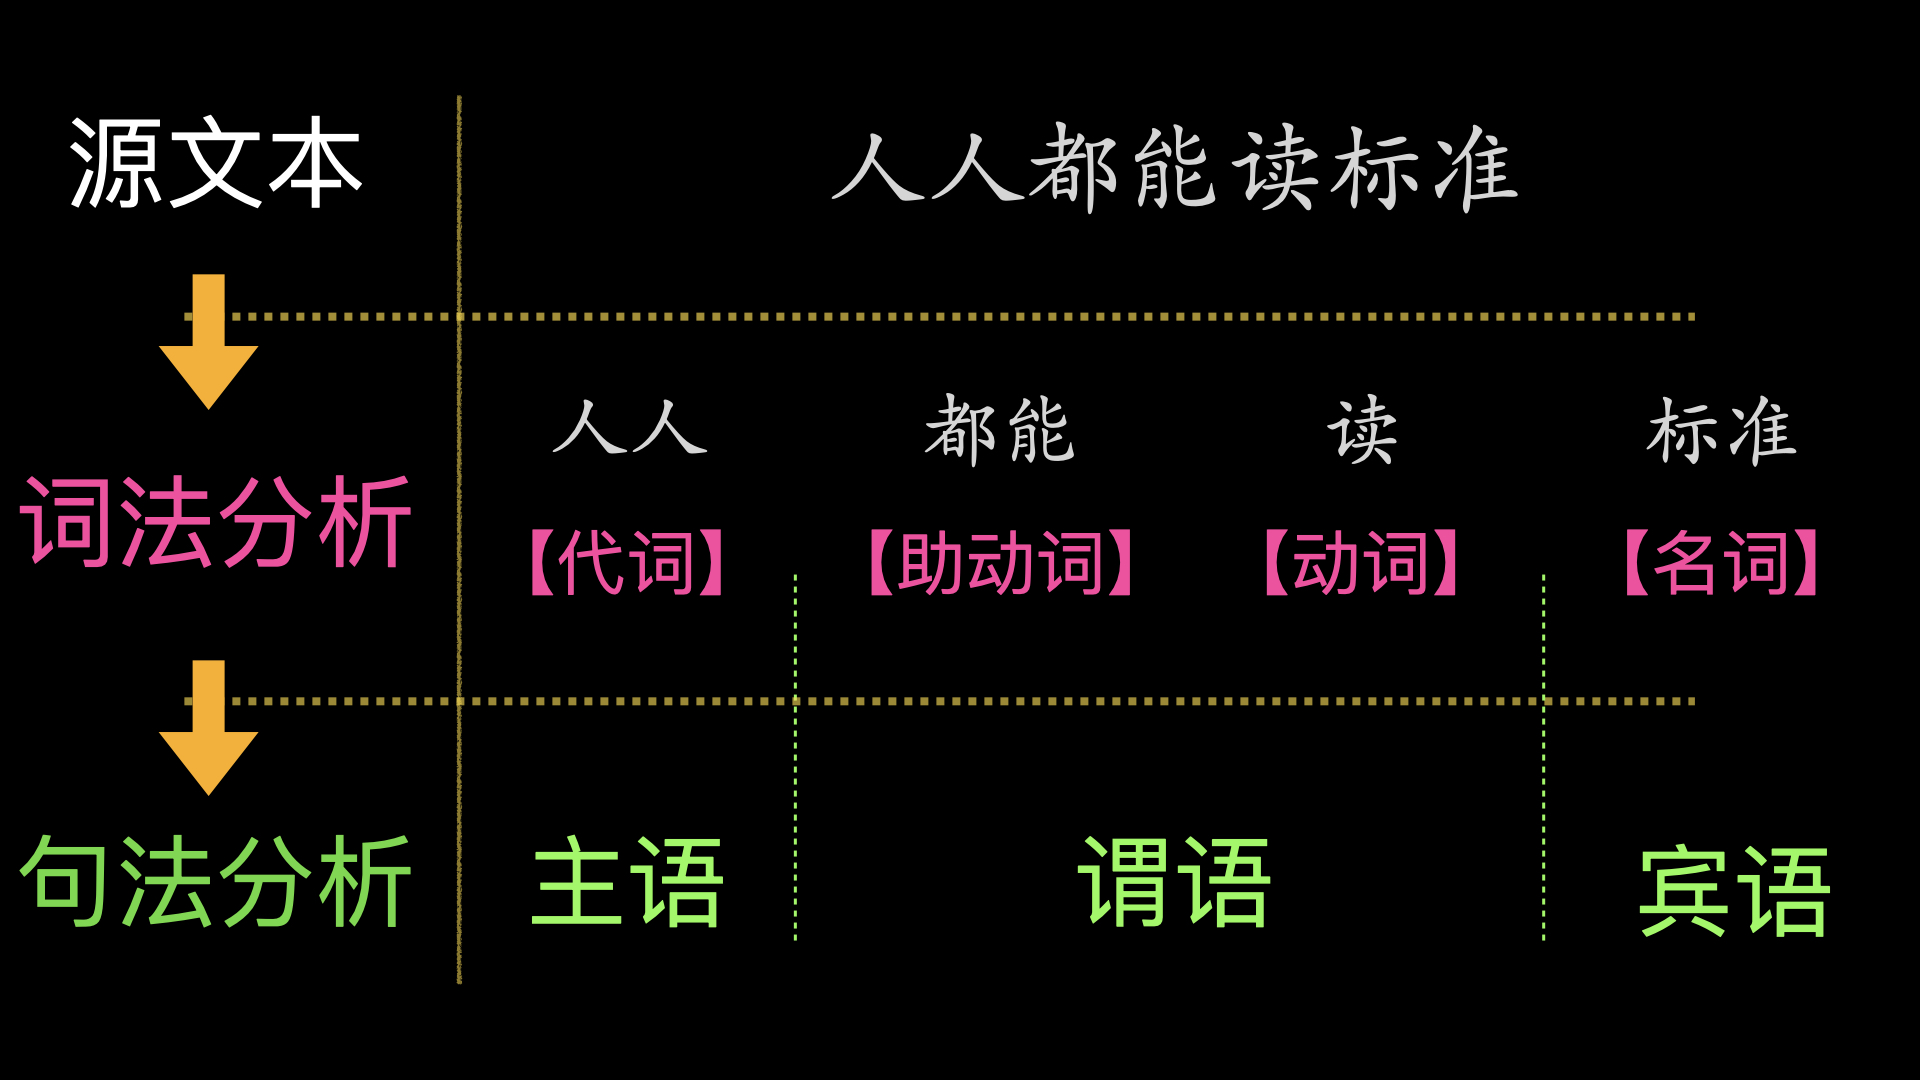 源文本 人人都能读标准
人人 都能 读 标准
词法分析 【代词】 【助动词】 【动词】 【名词】
句法分析 主语 谓语 宾语